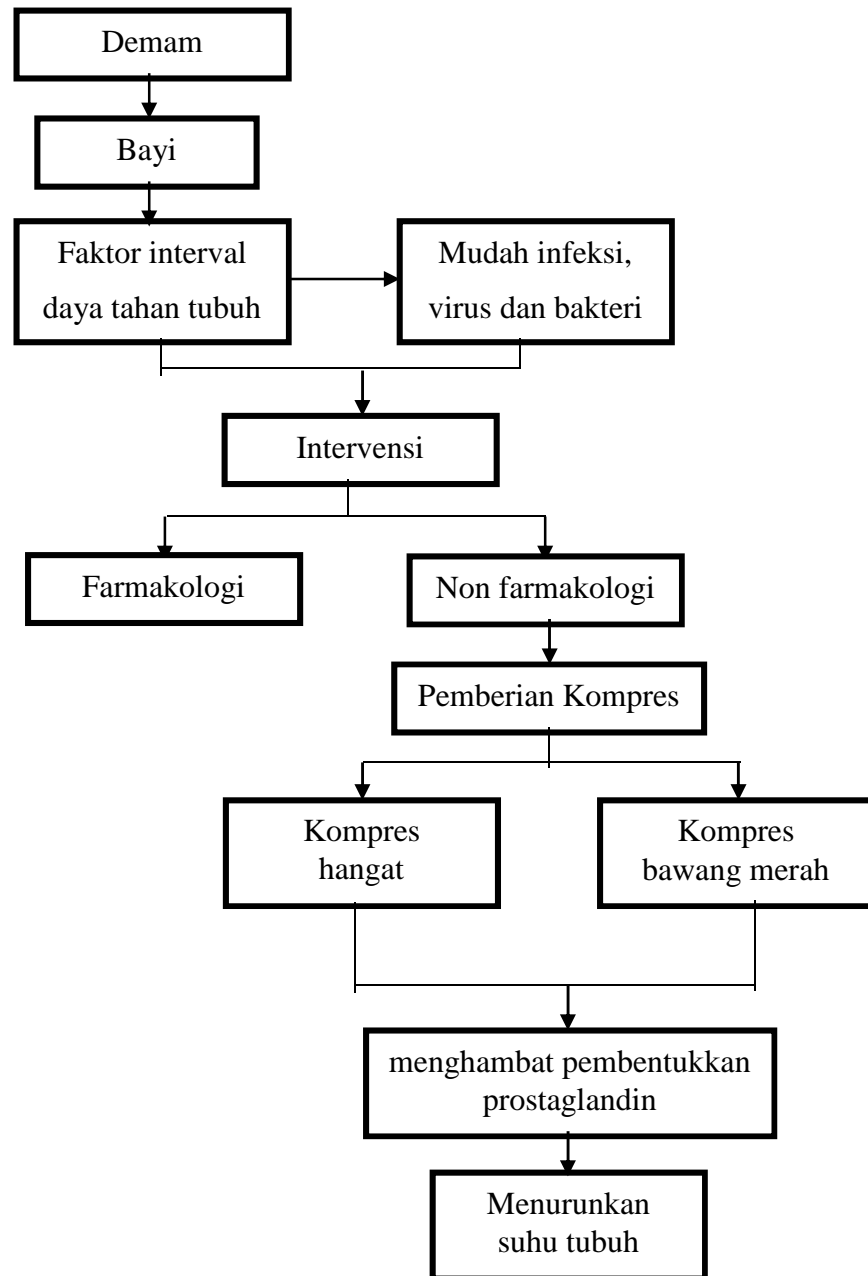 Demam
Bayi
Faktor interval
daya tahan tubuh
Mudah infeksi,
virus dan bakteri
Intervensi
Farmakologi
Non farmakologi
Pemberian Kompres
Kompres
hangat
Kompres
bawang merah
menghambat pembentukkan
prostaglandin
Menurunkan
suhu tubuh